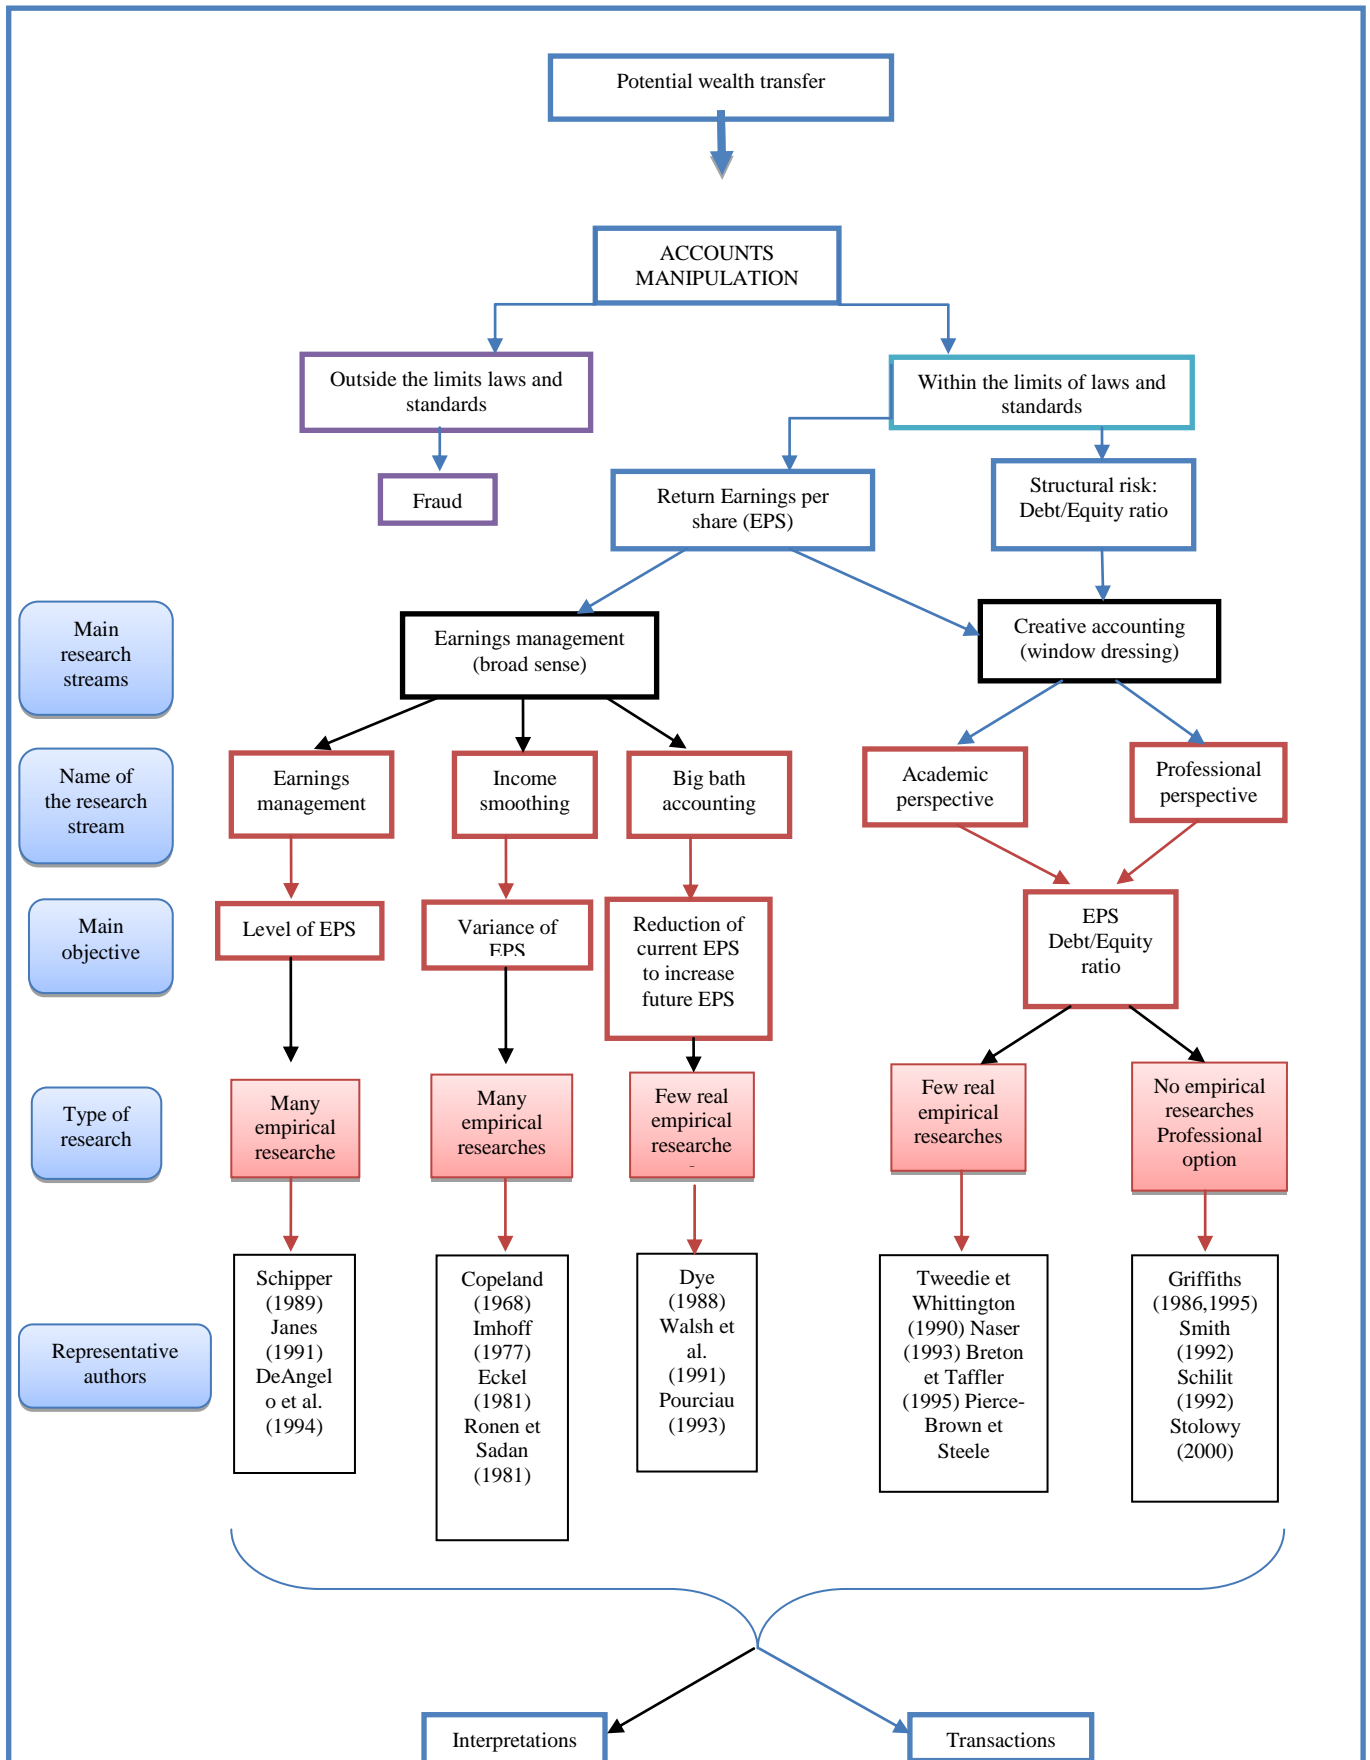 Potential wealth transfer
ACCOUNTS
MANIPULATION
Outside the limits laws and
standards
Within the limits of laws and
standards
Fraud
Return Earnings per
share (EPS)
Structural risk:
Debt/Equity ratio
Main
research
streams
Earnings management
(broad sense)
Creative accounting
(window dressing)
Name of
the research
stream
Earnings
management
Income
smoothing
Big bath
accounting
Academic
perspective
Professional
perspective
Main
objective
Level of EPS
Variance of
EPS
Reduction of
current EPS
to increase
future EPS
EPS
Debt/Equity
ratio
Type of
research
Many
empirical
researche
Many
empirical
researches
Few real
empirical
researche
Few real
empirical
researches
No empirical
researches
Professional
option
Representative
authors
Schipper
(1989)
Janes
(1991)
DeAngel
o et al.
(1994)
Copeland
(1968)
Imhoff
(1977)
Eckel
(1981)
Ronen et
Sadan
(1981)
Dye
(1988)
Walsh et
al.
(1991)
Pourciau
(1993)
Tweedie et
Whittington
(1990) Naser
(1993) Breton
et Taffler
(1995) Pierce-
Brown et
Steele
Griffiths
(1986,1995)
Smith
(1992)
Schilit
(1992)
Stolowy
(2000)
Interpretations
Transactions